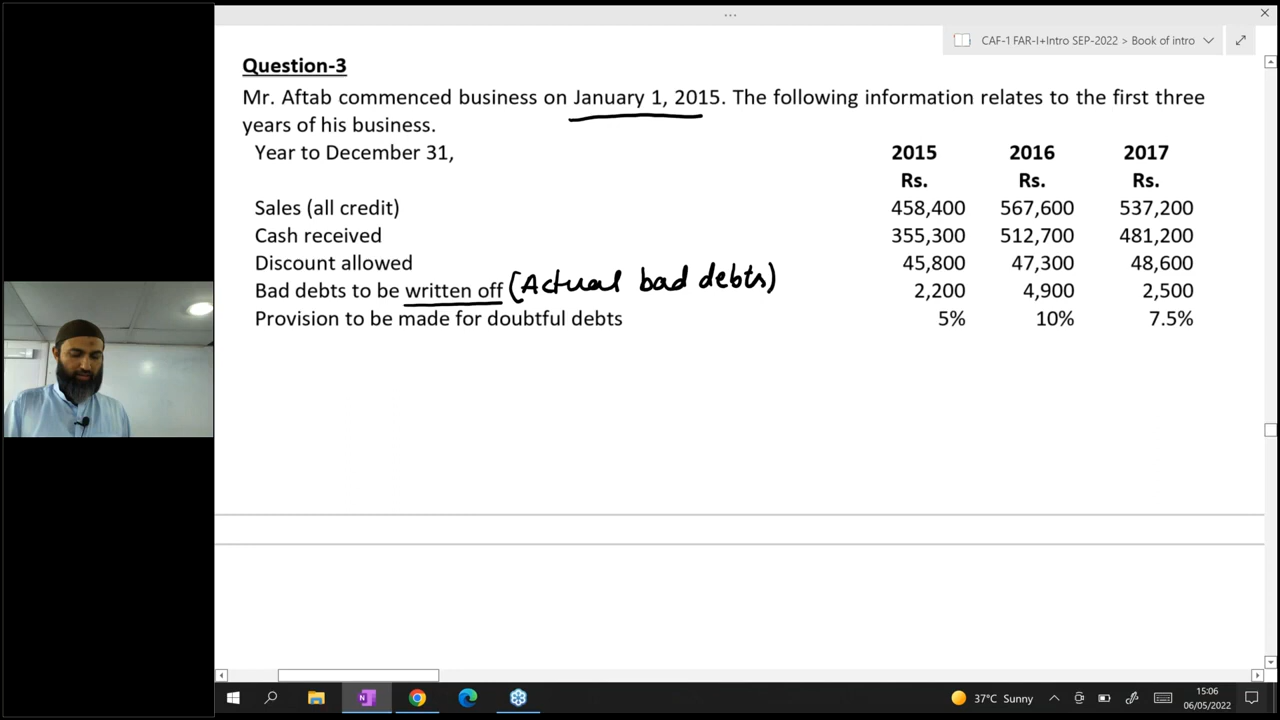 CAF-1 FAR-I+Intro SEP-2022 > Book of intro
Question-3
Mr. Aftab commenced business on January 1, 2015. The following information relates to the first three
years of his business.
Year to December 31, 2015 2016 2017
Rs. Rs. Rs.
Sales (all credit) 458,400 567,600 537,200
Cash received 355,300 512,700 481,200
Discount allowed 45,800 47,300 48,600
Bad debts to be written off (Actual bad debts) 2,200 4,900 2,500
Provision to be made for doubtful debts 5% 10% 7.5%
37°C Sunny
15:06
06/05/2022